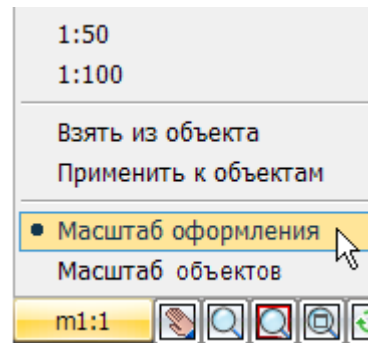 1:50
1:100
Взять из объекта
Применить к объектам
Масштаб оформления
Масштаб объектов
m1:1